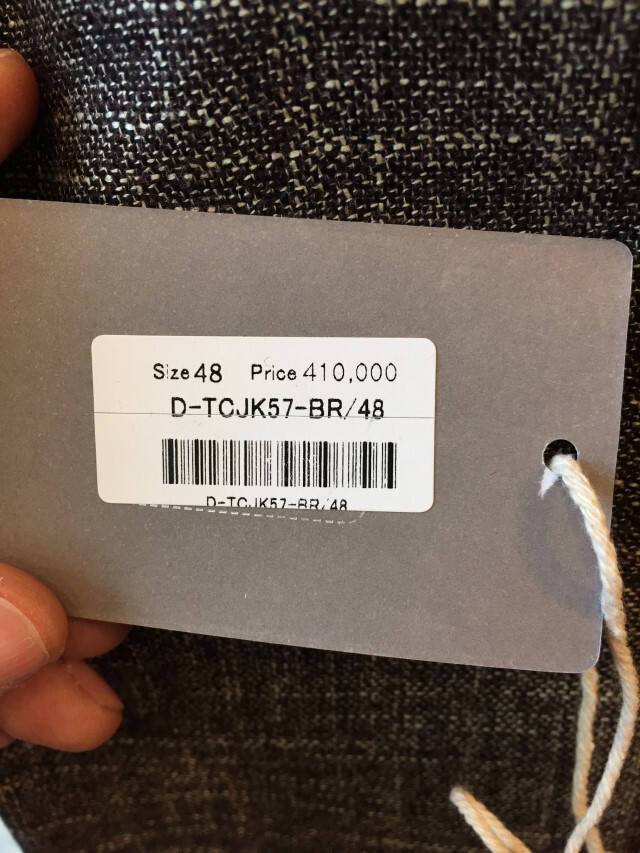 Size 48 Price 410,000
D-TCJK57-BR/48
D-TCJK57-BR/48